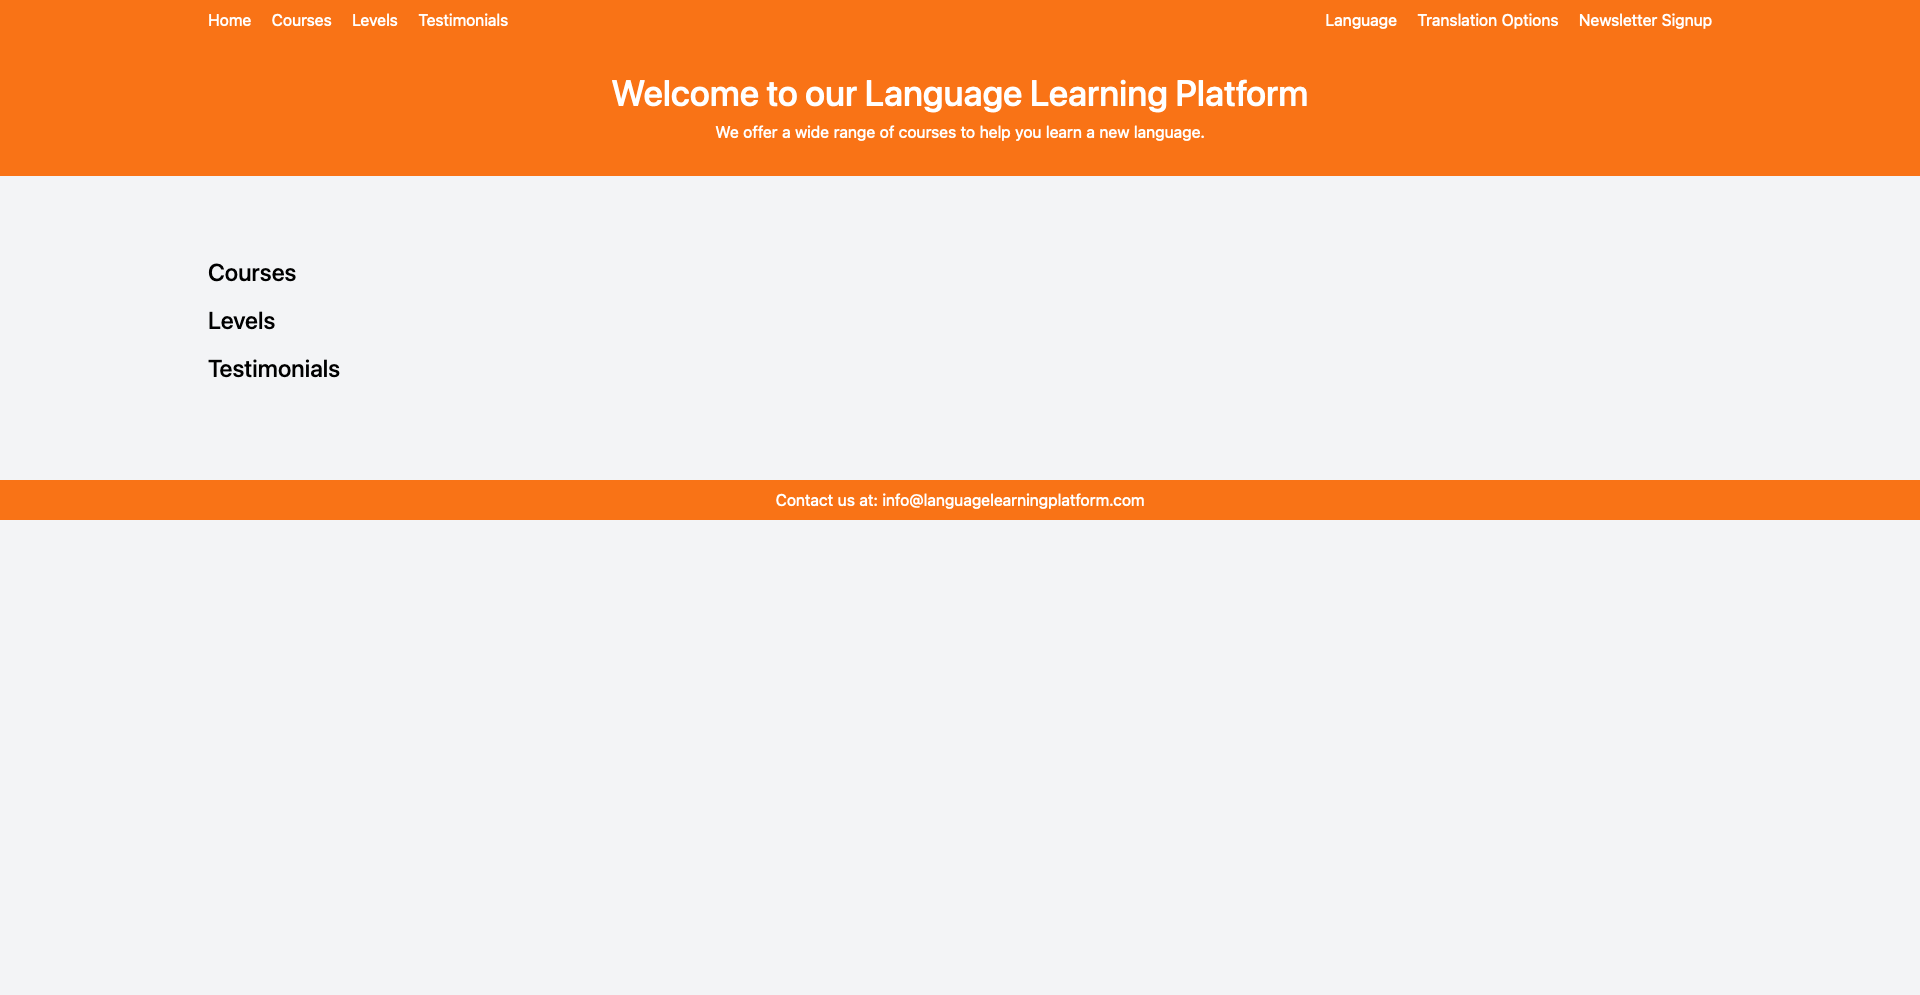 Home Courses Levels Testimonials Language Translation Options Newsletter Signup
Welcome to our Language Learning Platform
We offer a wide range of courses to help you learn a new language.
Courses
Levels
Testimonials
Contact us at: info@languagelearningplatform.com